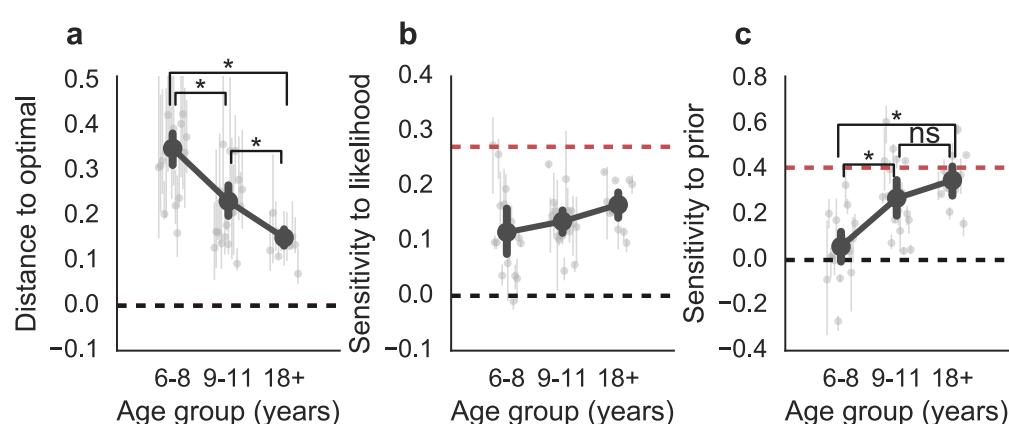 a
Distance to optimal
0.5
0.4
0.3
0.2
0.1
0.0
−0.1
*
*
*
6-8 9-11 18+
Age group (years)
b
Sensitivity to likelihood
0.4
0.3
0.2
0.1
0.0
−0.1
6-8 9-11 18+
Age group (years)
c
Sensitivity to prior
0.8
0.6
0.4
0.2
0.0
−0.2
−0.4
*
ns
*
6-8 9-11 18+
Age group (years)